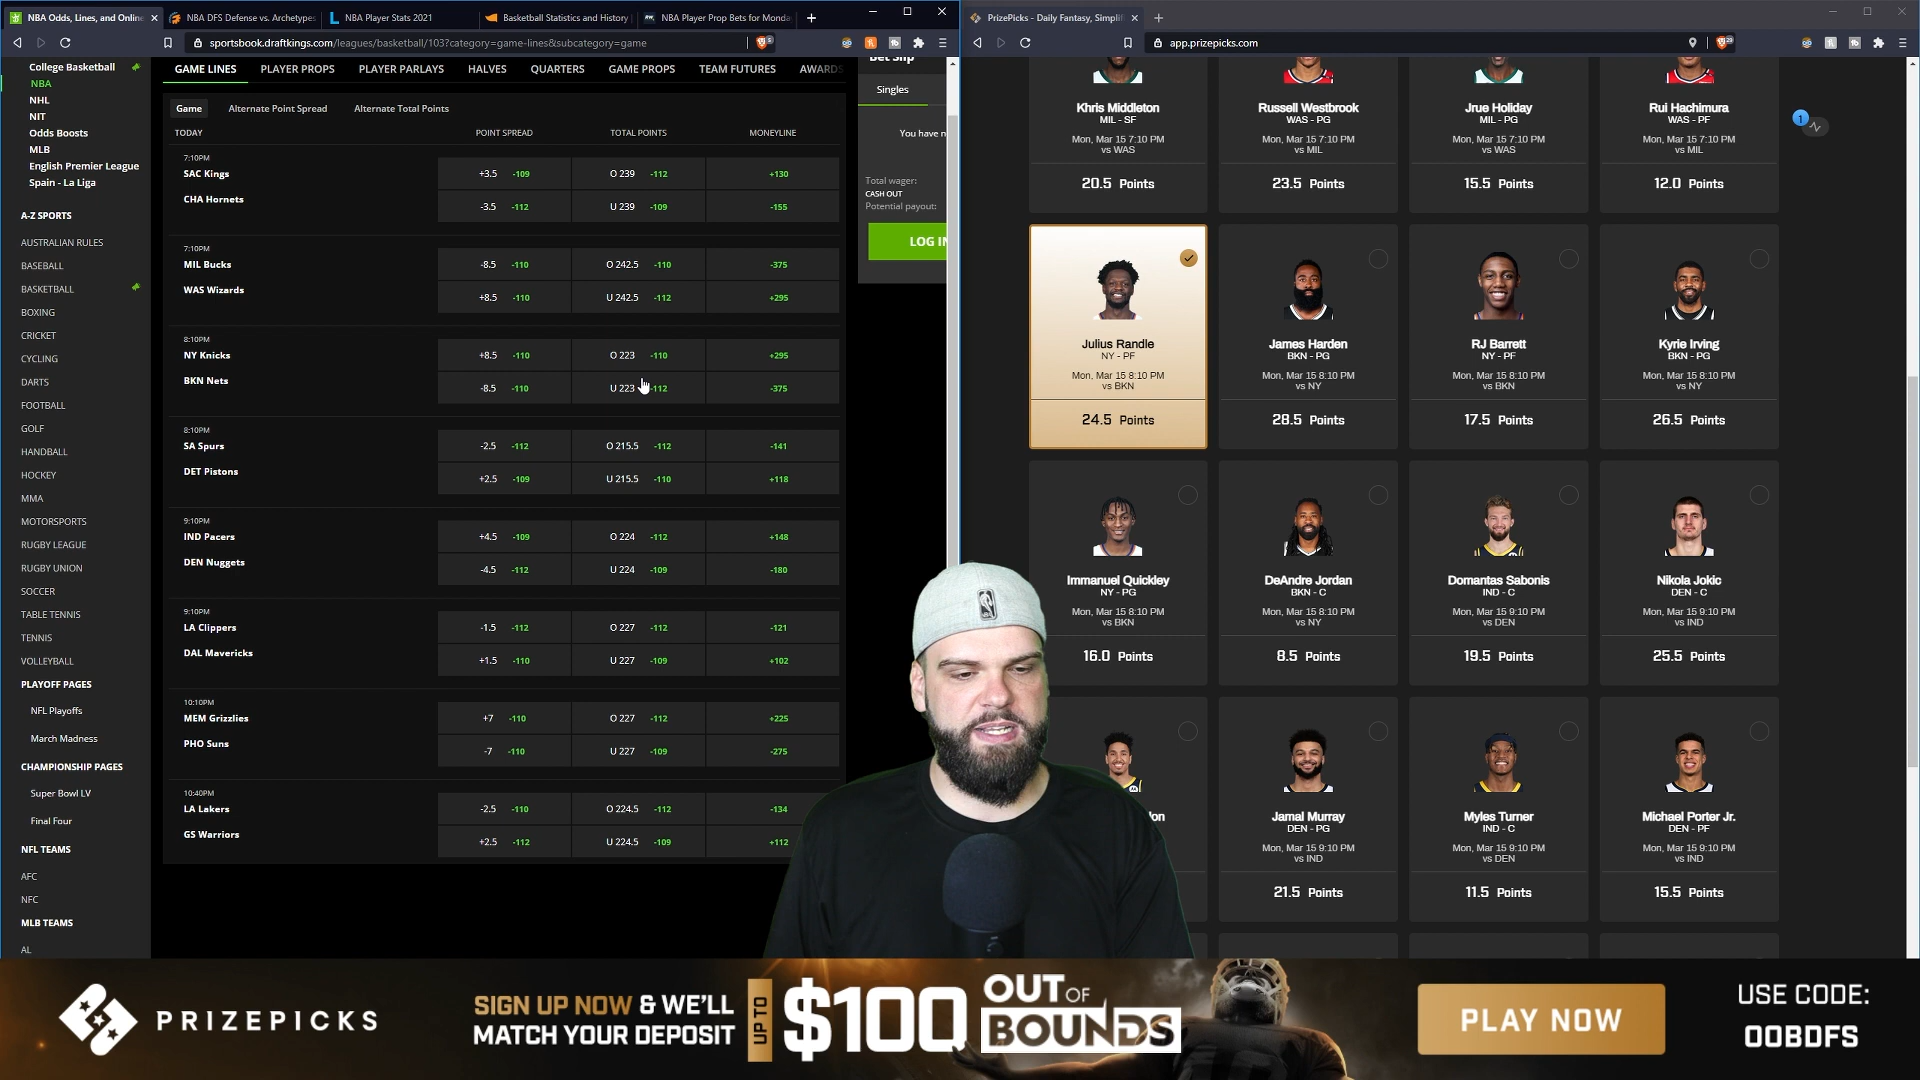 NBA Odds, Lines, and Online
NBA DFS Defense vs. Archetypes
NBA Player Stats 2021
Basketball Statistics and History
NBA Player Prop Bets for Monday
sportsbook.draftkings.com/leagues/basketball/103?category=game-lines&subcategory=game
College Basketball
NBA
NHL
NIT
Odds Boosts
MLB
English Premier League
Spain - La Liga
A-Z SPORTS
AUSTRALIAN RULES
BASEBALL
BASKETBALL
BOXING
CRICKET
CYCLING
DARTS
FOOTBALL
GOLF
HANDBALL
HOCKEY
MMA
MOTORSPORTS
RUGBY LEAGUE
RUGBY UNION
SOCCER
TABLE TENNIS
TENNIS
VOLLEYBALL
PLAYOFF PAGES
NFL Playoffs
March Madness
CHAMPIONSHIP PAGES
Super Bowl LV
Final Four
NFL TEAMS
AFC
NFC
MLB TEAMS
AL
GAME LINES PLAYER PROPS PLAYER PARLAYS HALVES QUARTERS GAME PROPS TEAM FUTURES AWARDS
Game Alternate Point Spread Alternate Total Points
TODAY POINT SPREAD TOTAL POINTS MONEYLINE
7:10PM
SAC Kings +3.5 -109 O 239 -112 +130
CHA Hornets -3.5 -112 U 239 -109 -155
7:10PM
MIL Bucks -8.5 -110 O 242.5 -110 -375
WAS Wizards +8.5 -110 U 242.5 -112 +295
8:10PM
NY Knicks +8.5 -110 O 223 -110 +295
BKN Nets -8.5 -110 U 223 -112 -375
8:10PM
SA Spurs -2.5 -112 O 215.5 -112 -141
DET Pistons +2.5 -109 U 215.5 -110 +118
9:10PM
IND Pacers +4.5 -109 O 224 -112 +148
DEN Nuggets -4.5 -112 U 224 -109 -180
9:10PM
LA Clippers -1.5 -112 O 227 -112 -121
DAL Mavericks +1.5 -110 U 227 -109 +102
10:10PM
MEM Grizzlies +7 -110 O 227 -112 +225
PHO Suns -7 -110 U 227 -109 -275
10:40PM
LA Lakers -2.5 -110 O 224.5 -112 -134
GS Warriors +2.5 -112 U 224.5 -109 +112
Bet Slip
Singles
You have n
Total wager:
CASH OUT
Potential payout:
LOG IN
PrizePicks - Daily Fantasy, Simplif
app.prizepicks.com
1
Khris Middleton
MIL - SF
Mon, Mar 15 7:10 PM
vs WAS
20.5 Points
Russell Westbrook
WAS - PG
Mon, Mar 15 7:10 PM
vs MIL
23.5 Points
Jrue Holiday
MIL - PG
Mon, Mar 15 7:10 PM
vs WAS
15.5 Points
Rui Hachimura
WAS - PF
Mon, Mar 15 7:10 PM
vs MIL
12.0 Points
Julius Randle
NY - PF
Mon, Mar 15 8:10 PM
vs BKN
24.5 Points
James Harden
BKN - PG
Mon, Mar 15 8:10 PM
vs NY
28.5 Points
RJ Barrett
NY - PF
Mon, Mar 15 8:10 PM
vs BKN
17.5 Points
Kyrie Irving
BKN - PG
Mon, Mar 15 8:10 PM
vs NY
26.5 Points
Immanuel Quickley
NY - PG
Mon, Mar 15 8:10 PM
vs BKN
16.0 Points
DeAndre Jordan
BKN - C
Mon, Mar 15 8:10 PM
vs NY
8.5 Points
Domantas Sabonis
IND - C
Mon, Mar 15 9:10 PM
vs DEN
19.5 Points
Nikola Jokic
DEN - C
Mon, Mar 15 9:10 PM
vs IND
25.5 Points
on
Jamal Murray
DEN - PG
Mon, Mar 15 9:10 PM
vs IND
21.5 Points
Myles Turner
IND - C
Mon, Mar 15 9:10 PM
vs DEN
11.5 Points
Michael Porter Jr.
DEN - PF
Mon, Mar 15 9:10 PM
vs IND
15.5 Points
PRIZEPICKS
SIGN UP NOW & WE'LL
MATCH YOUR DEPOSIT
UP TO
$100
OUT OF
BOUNDS
PLAY NOW
USE CODE:
OOBDFS